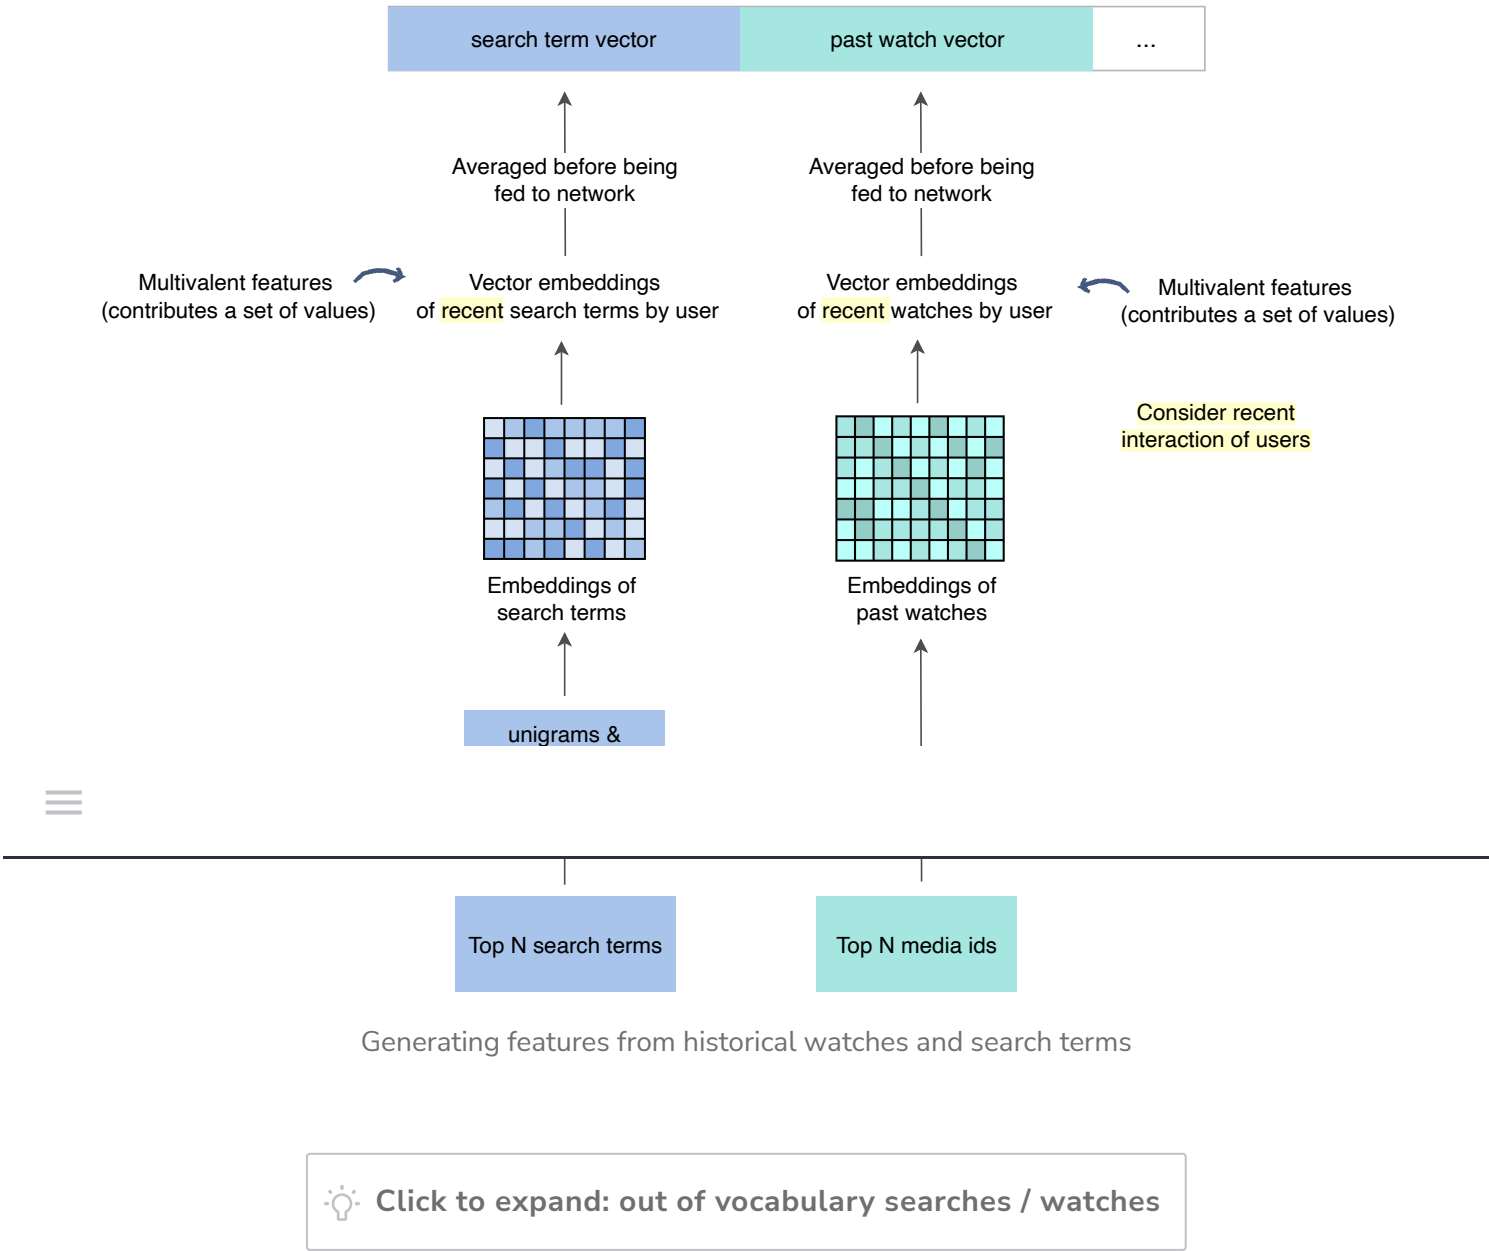 search term vector
past watch vector
...
Averaged before being
fed to network
Averaged before being
fed to network
Multivalent features
(contributes a set of values)
Vector embeddings
of recent search terms by user
Vector embeddings
of recent watches by user
Multivalent features
(contributes a set of values)
Consider recent
interaction of users
Embeddings of
search terms
Embeddings of
past watches
unigrams &
Top N search terms
Top N media ids
Generating features from historical watches and search terms
Click to expand: out of vocabulary searches / watches